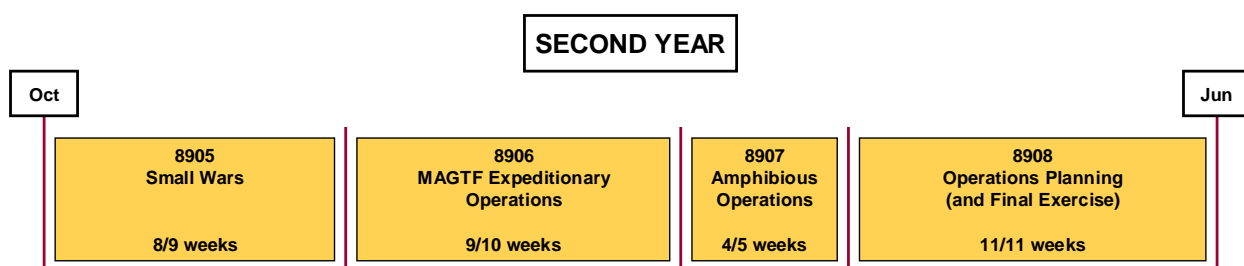 SECOND YEAR
Oct
Jun
8905
Small Wars
8/9 weeks
8906
MAGTF Expeditionary
Operations
9/10 weeks
8907
Amphibious
Operations
4/5 weeks
8908
Operations Planning
(and Final Exercise)
11/11 weeks